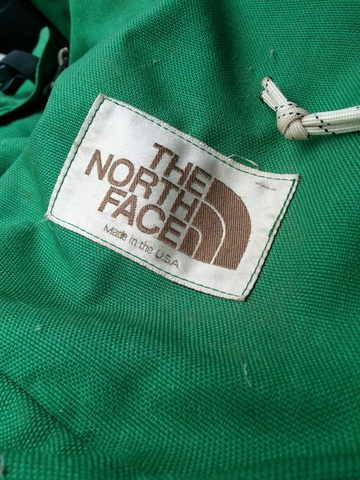 THE
NORTH
FACE
Made in the U.S.A.